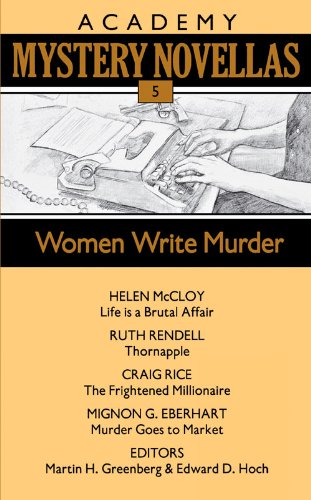 ACADEMY
MYSTERY NOVELLAS
5
Women Write Murder
HELEN McCLOY
Life is a Brutal Affair
RUTH RENDELL
Thornapple
CRAIG RICE
The Frightened Millionaire
MIGNON G. EBERHART
Murder Goes to Market
EDITORS
Martin H. Greenberg & Edward D. Hoch